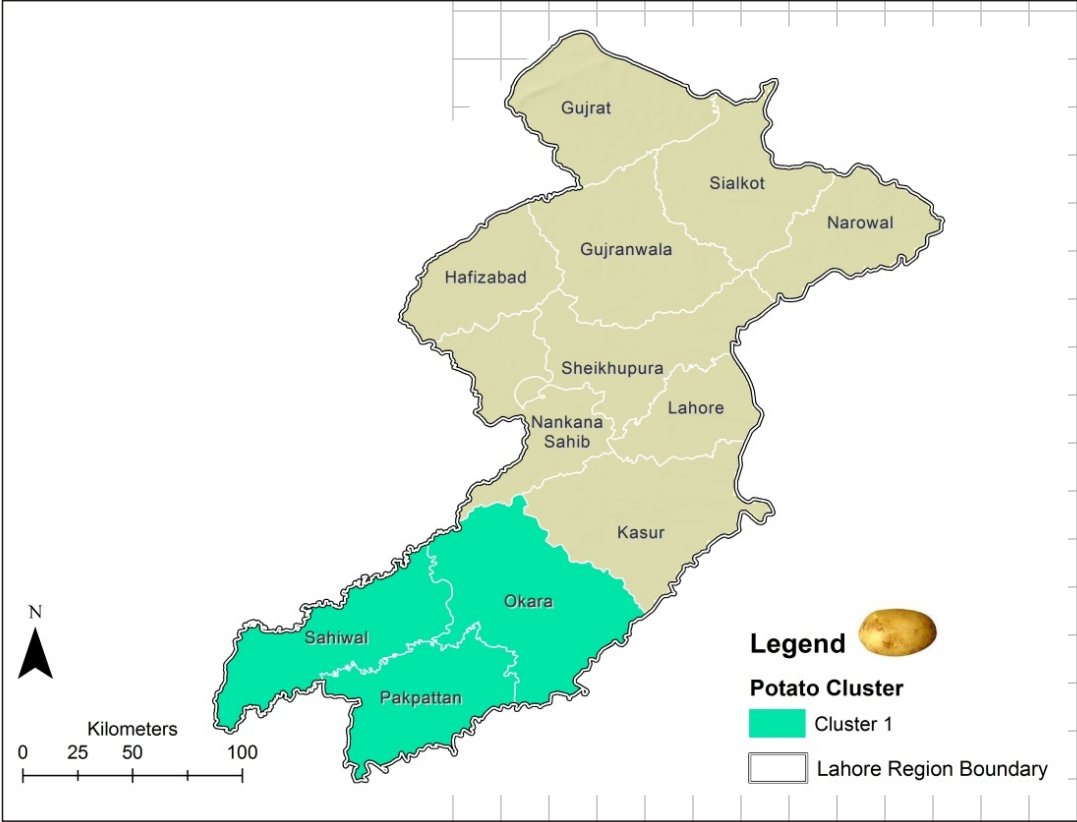 Gujrat
Sialkot
Narowal
Gujranwala
Hafizabad
Sheikhupura
Lahore
Nankana
Sahib
Kasur
Okara
Sahiwal
Pakpattan
N
Kilometers
0 25 50 100
Legend
Potato Cluster
Cluster 1
Lahore Region Boundary